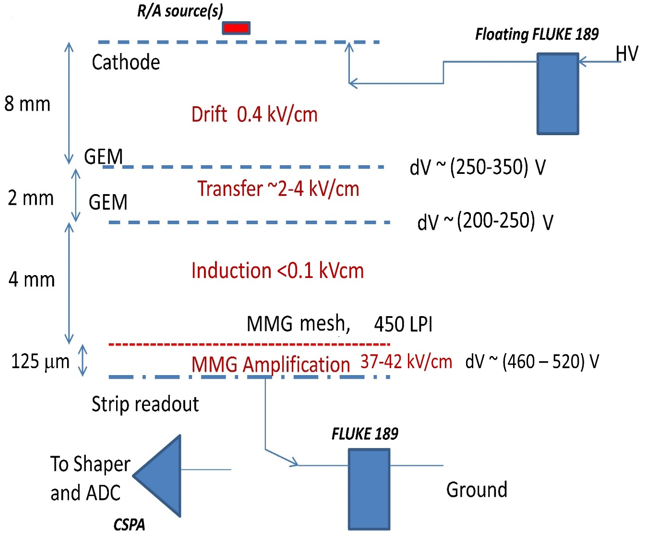 R/A source(s)
Floating FLUKE 189
HV
Cathode
8 mm
Drift 0.4 kV/cm
GEM
dV ~ (250-350) V
2 mm
Transfer ~2-4 kV/cm
GEM
dV ~ (200-250) V
4 mm
Induction <0.1 kVcm
MMG mesh, 450 LPI
125 μm
MMG Amplification 37-42 kV/cm dV ~ (460 – 520) V
Strip readout
FLUKE 189
To Shaper
and ADC
Ground
CSPA